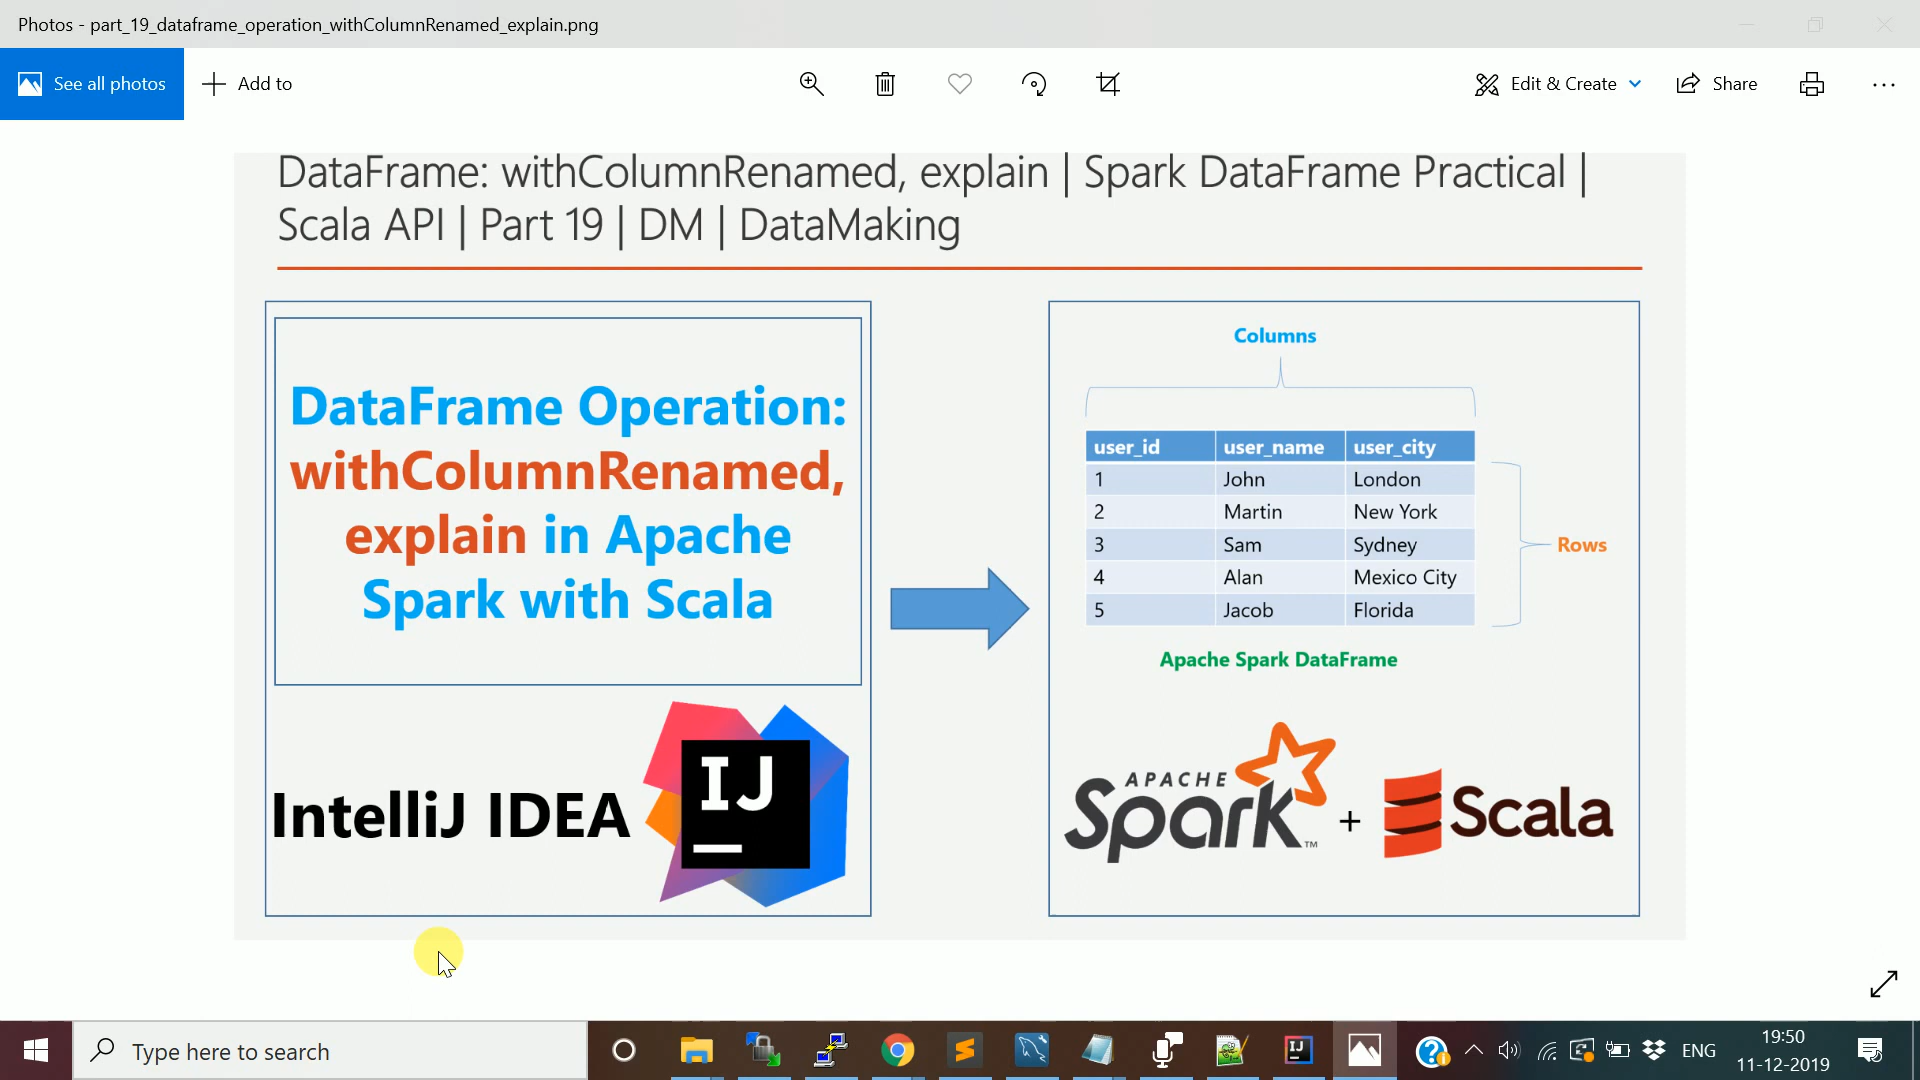 Photos - part_19_dataframe_operation_withColumnRenamed_explain.png
See all photos
Add to
Edit & Create
Share
DataFrame: withColumnRenamed, explain | Spark DataFrame Practical |
Scala API | Part 19 | DM | DataMaking
DataFrame Operation:
withColumnRenamed,
explain in Apache
Spark with Scala
IntelliJ IDEA
IJ
Columns
user_id user_name user_city
1 John London
2 Martin New York
3 Sam Sydney
4 Alan Mexico City
5 Jacob Florida
Rows
Apache Spark DataFrame
APACHE
Spark™ + Scala
Type here to search
IJ
ENG
19:50
11-12-2019